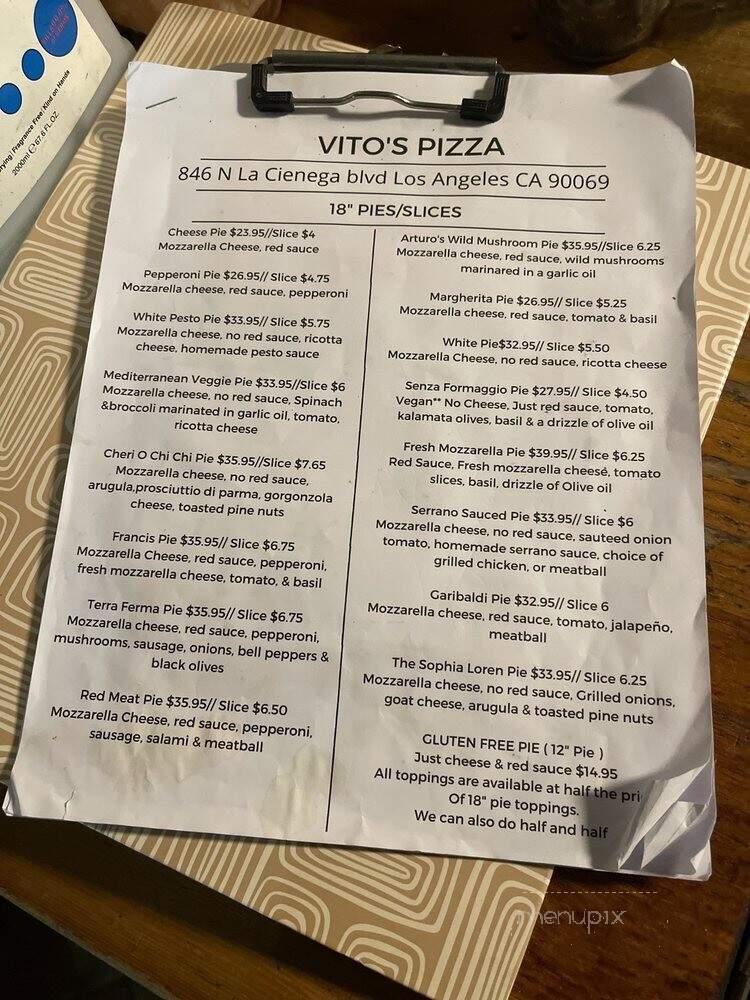 VITO'S PIZZA
846 N La Cienega blvd Los Angeles CA 90069
18" PIES/SLICES
Cheese Pie $23.95//Slice $4
Mozzarella Cheese, red sauce
Pepperoni Pie $26.95// Slice $4.75
Mozzarella cheese, red sauce, pepperoni
White Pesto Pie $33.95// Slice $5.75
Mozzarella cheese, no red sauce, ricotta
cheese, homemade pesto sauce
Mediterranean Veggie Pie $33.95//Slice $6
Mozzarella cheese, no red sauce, Spinach
&broccoli marinated in garlic oil, tomato,
ricotta cheese
Cheri O Chi Chi Pie $35.95//Slice $7.65
Mozzarella cheese, no red sauce,
arugula,prosciuttio di parma, gorgonzola
cheese, toasted pine nuts
Francis Pie $35.95// Slice $6.75
Mozzarella Cheese, red sauce, pepperoni,
fresh mozzarella cheese, tomato, & basil
Terra Ferma Pie $35.95// Slice $6.75
Mozzarella cheese, red sauce, pepperoni,
mushrooms, sausage, onions, bell peppers &
black olives
Red Meat Pie $35.95// Slice $6.50
Mozzarella Cheese, red sauce, pepperoni,
sausage, salami & meatball
Arturo's Wild Mushroom Pie $35.95//Slice 6.25
Mozzarella cheese, red sauce, wild mushrooms
marinared in a garlic oil
Margherita Pie $26.95// Slice $5.25
Mozzarella cheese, red sauce, tomato & basil
White Pie$32.95// Slice $5.50
Mozzarella Cheese, no red sauce, ricotta cheese
Senza Formaggio Pie $27.95// Slice $4.50
Vegan** No Cheese, Just red sauce, tomato,
kalamata olives, basil & a drizzle of olive oil
Fresh Mozzarella Pie $39.95// Slice $6.25
Red Sauce, Fresh mozzarella cheese, tomato
slices, basil, drizzle of Olive oil
Serrano Sauced Pie $33.95// Slice $6
Mozzarella cheese, no red sauce, sauteed onion
tomato, homemade serrano sauce, choice of
grilled chicken, or meatball
Garibaldi Pie $32.95// Slice 6
Mozzarella cheese, red sauce, tomato, jalapeño,
meatball
The Sophia Loren Pie $33.95// Slice 6.25
Mozzarella cheese, no red sauce, Grilled onions,
goat cheese, arugula & toasted pine nuts
GLUTEN FREE PIE ( 12" Pie )
Just cheese & red sauce $14.95
All toppings are available at half the pri
Of 18" pie toppings.
We can also do half and half
Fragrance Free | Kind on Hands
2000ml ℮ 67.6 FL.OZ
menupix